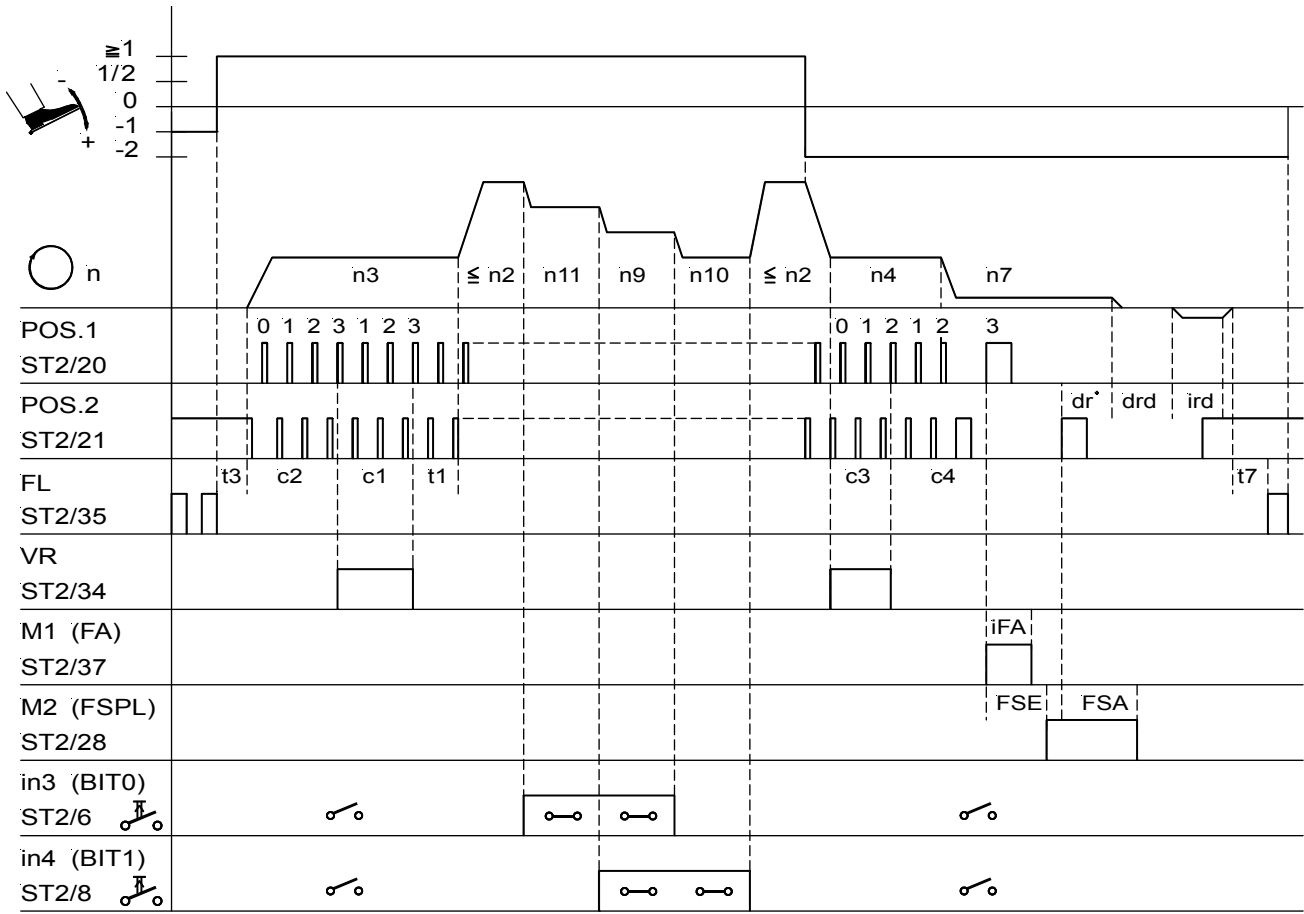 ≧1
1/2
0
-1
-2
-
+
n
n3 ≦ n2 n11 n9 n10 ≦ n2 n4 n7
POS.1
ST2/20
0 1 2 3 1 2 3 0 1 2 1 2 3
POS.2
ST2/21
dr* drd ird
FL
ST2/35
t3 c2 c1 t1 c3 c4 t7
VR
ST2/34
M1 (FA)
ST2/37
iFA
M2 (FSPL)
ST2/28
FSE FSA
in3 (BIT0)
ST2/6
in4 (BIT1)
ST2/8